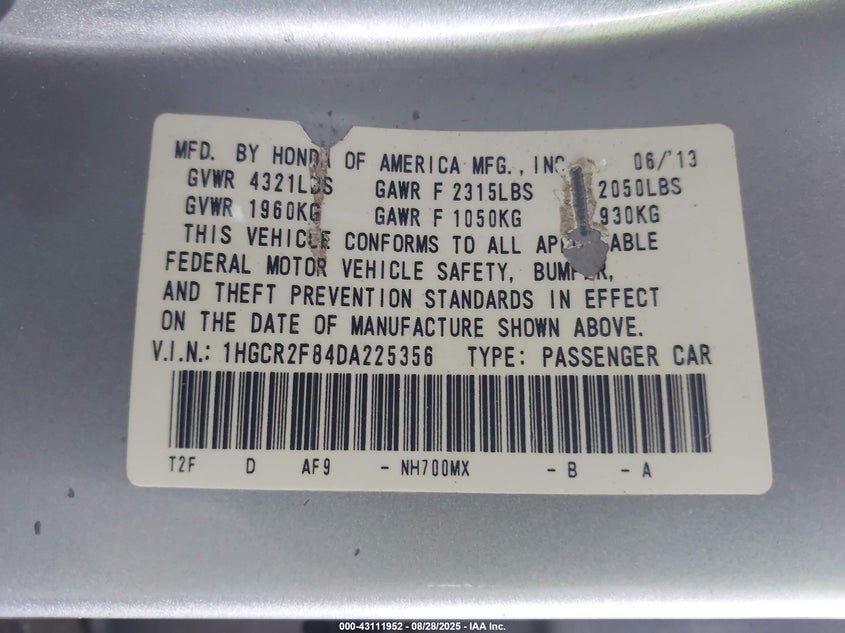 MFD. BY HONDA OF AMERICA MFG., INC. 06/13
GVWR 4321LBS GAWR F 2315LBS 2050LBS
GVWR 1960KG GAWR F 1050KG 930KG
THIS VEHICLE CONFORMS TO ALL APPLICABLE
FEDERAL MOTOR VEHICLE SAFETY, BUMPER,
AND THEFT PREVENTION STANDARDS IN EFFECT
ON THE DATE OF MANUFACTURE SHOWN ABOVE.
V.I.N.: 1HGCR2F84DA225356 TYPE: PASSENGER CAR
T2F D AF9 - NH700MX - B - A
000-43111952 - 08/28/2025 - IAA Inc.